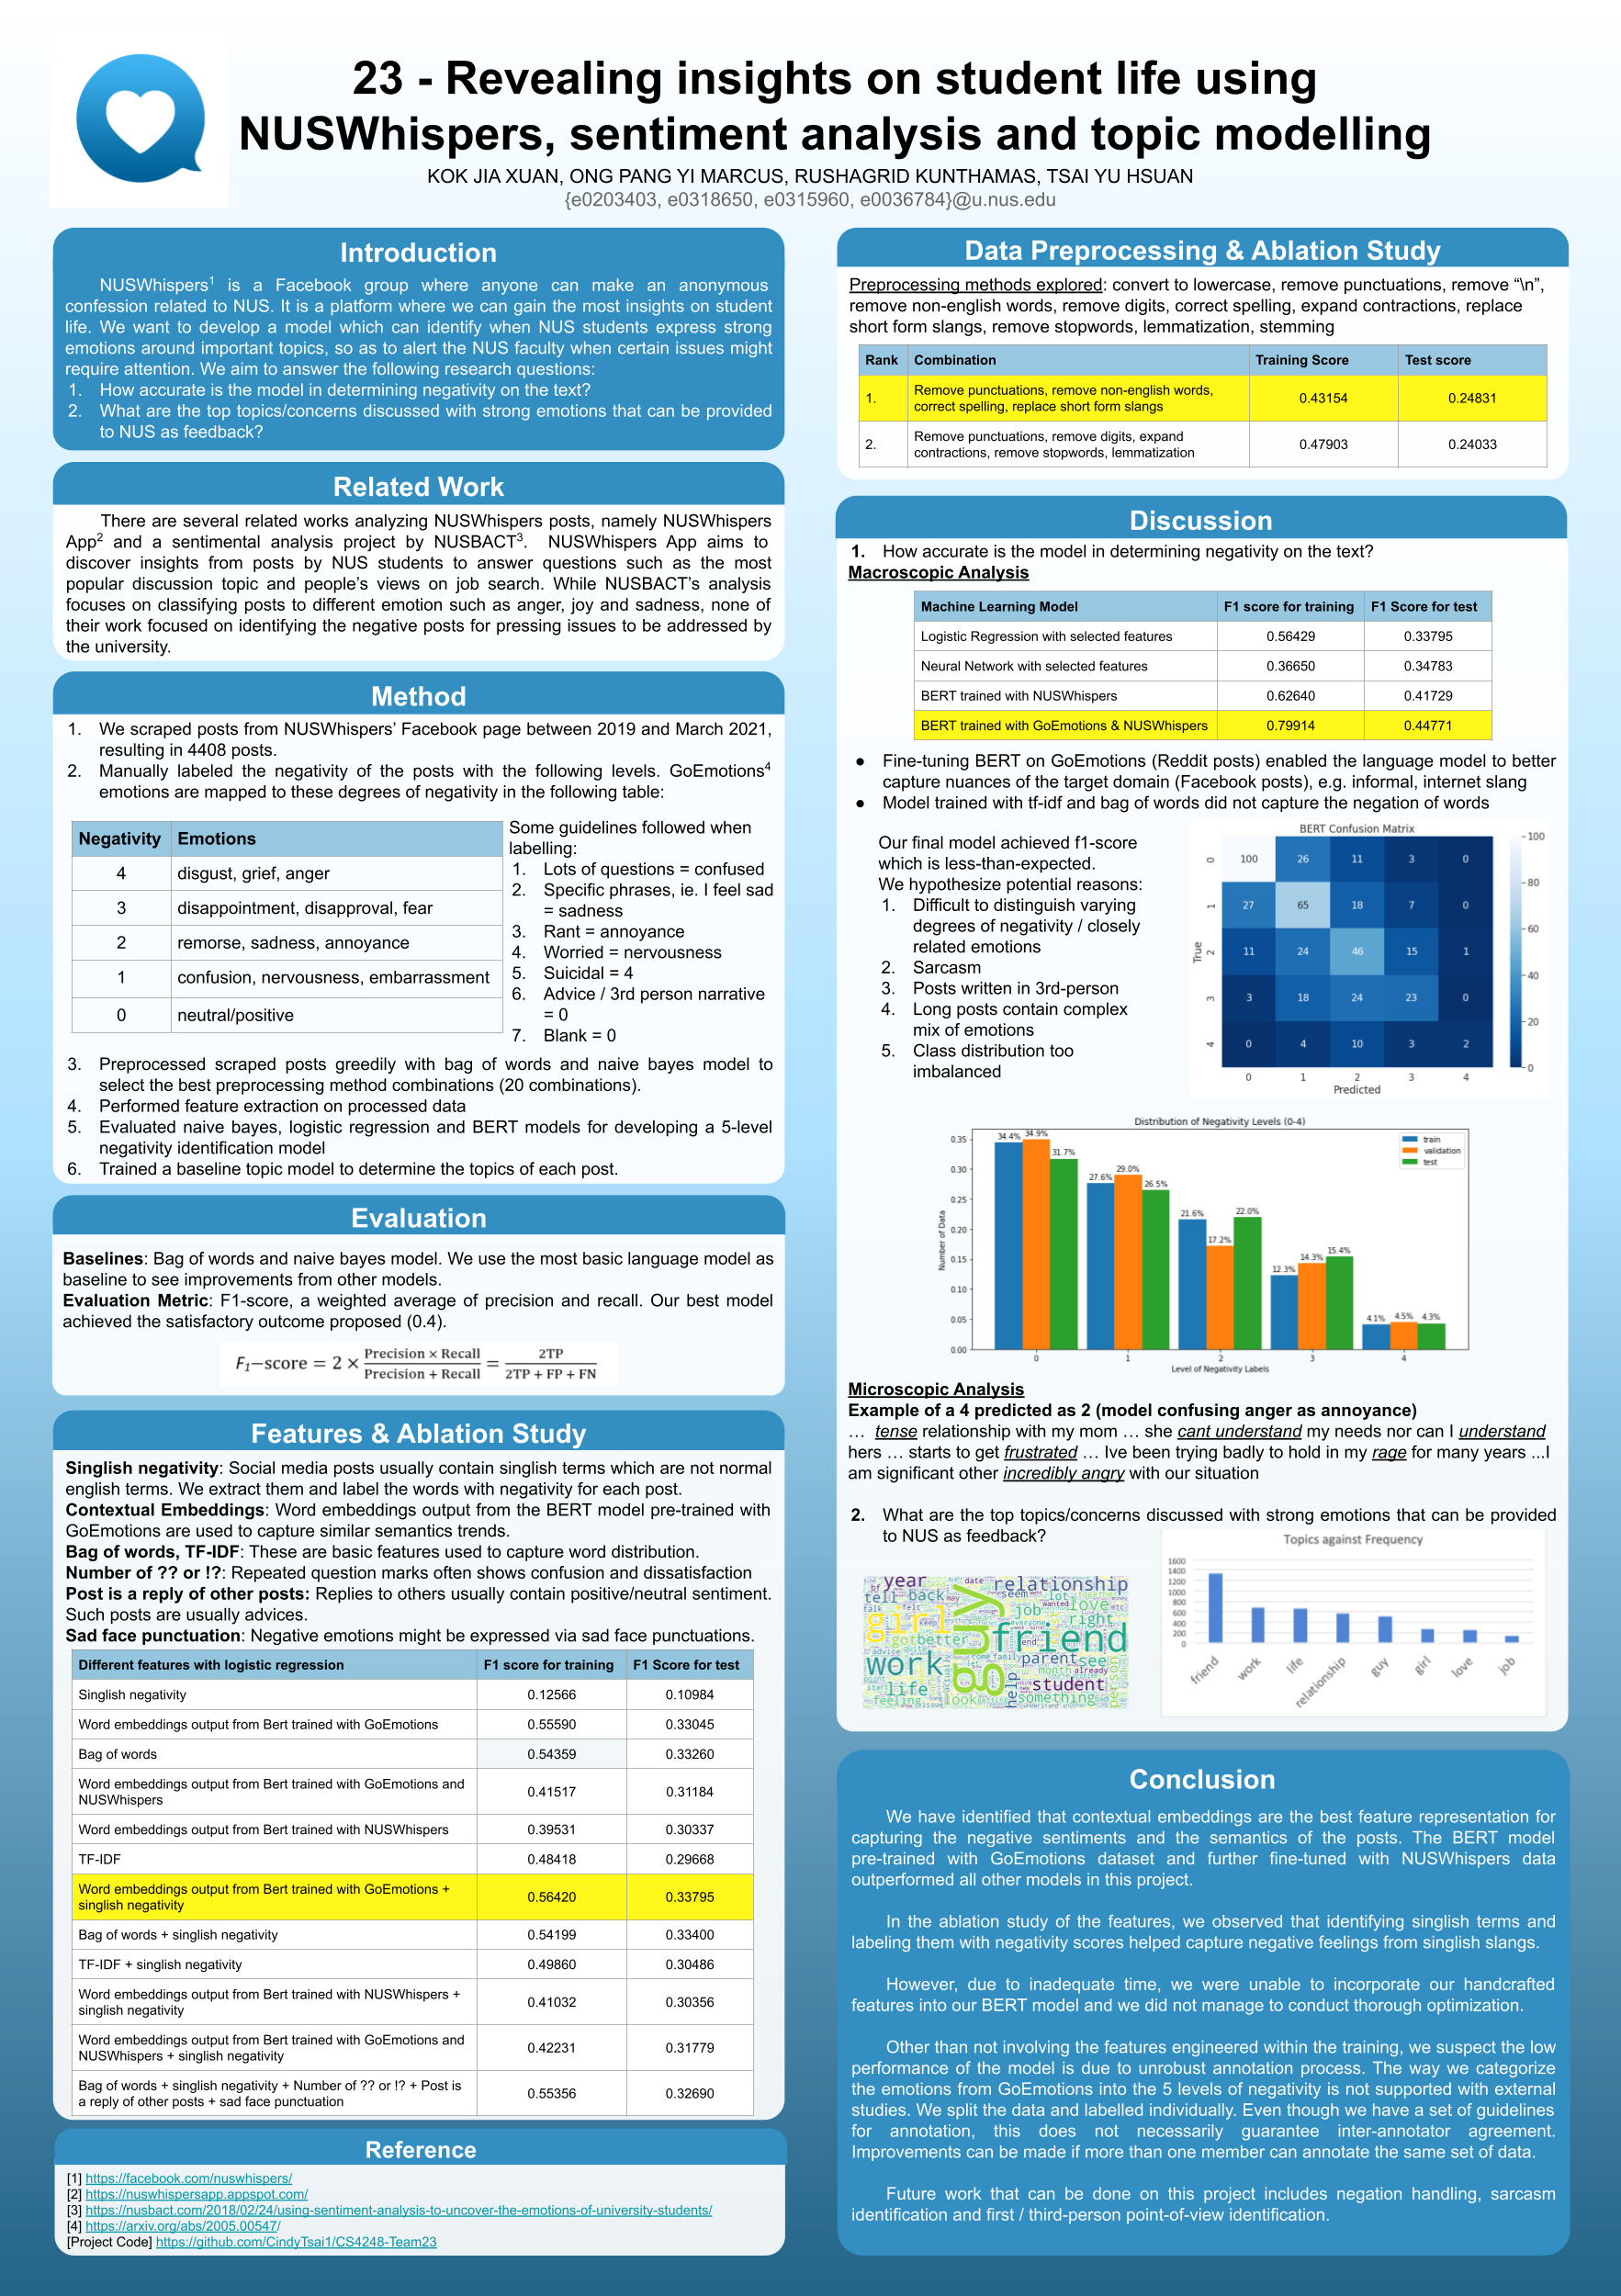 23 - Revealing insights on student life using
NUSWhispers, sentiment analysis and topic modelling
KOK JIA XUAN, ONG PANG YI MARCUS, RUSHAGRID KUNTHAMAS, TSAI YU HSUAN
{e0203403, e0318650, e0315960, e0036784}@u.nus.edu
Introduction
NUSWhispers1 is a Facebook group where anyone can make an anonymous
confession related to NUS. It is a platform where we can gain the most insights on student
life. We want to develop a model which can identify when NUS students express strong
emotions around important topics, so as to alert the NUS faculty when certain issues might
require attention. We aim to answer the following research questions:
1. How accurate is the model in determining negativity on the text?
2. What are the top topics/concerns discussed with strong emotions that can be provided
to NUS as feedback?
Related Work
There are several related works analyzing NUSWhispers posts, namely NUSWhispers
App2 and a sentimental analysis project by NUSBACT3. NUSWhispers App aims to
discover insights from posts by NUS students to answer questions such as the most
popular discussion topic and people's views on job search. While NUSBACT's analysis
focuses on classifying posts to different emotion such as anger, joy and sadness, none of
their work focused on identifying the negative posts for pressing issues to be addressed by
the university.
Method
1. We scraped posts from NUSWhispers' Facebook page between 2019 and March 2021,
resulting in 4408 posts.
2. Manually labeled the negativity of the posts with the following levels. GoEmotions4
emotions are mapped to these degrees of negativity in the following table:
Negativity Emotions
4 disgust, grief, anger
3 disappointment, disapproval, fear
2 remorse, sadness, annoyance
1 confusion, nervousness, embarrassment
0 neutral/positive
Some guidelines followed when
labelling:
1. Lots of questions = confused
2. Specific phrases, ie. I feel sad
= sadness
3. Rant = annoyance
4. Worried = nervousness
5. Suicidal = 4
6. Advice / 3rd person narrative
= 0
7. Blank = 0
3. Preprocessed scraped posts greedily with bag of words and naive bayes model to
select the best preprocessing method combinations (20 combinations).
4. Performed feature extraction on processed data
5. Evaluated naive bayes, logistic regression and BERT models for developing a 5-level
negativity identification model
6. Trained a baseline topic model to determine the topics of each post.
Evaluation
Baselines: Bag of words and naive bayes model. We use the most basic language model as
baseline to see improvements from other models.
Evaluation Metric: F1-score, a weighted average of precision and recall. Our best model
achieved the satisfactory outcome proposed (0.4).
F1–score = 2 × Precision × Recall / Precision + Recall = 2TP / 2TP + FP + FN
Features & Ablation Study
Singlish negativity: Social media posts usually contain singlish terms which are not normal
english terms. We extract them and label the words with negativity for each post.
Contextual Embeddings: Word embeddings output from the BERT model pre-trained with
GoEmotions are used to capture similar semantics trends.
Bag of words, TF-IDF: These are basic features used to capture word distribution.
Number of ?? or !?: Repeated question marks often shows confusion and dissatisfaction
Post is a reply of other posts: Replies to others usually contain positive/neutral sentiment.
Such posts are usually advices.
Sad face punctuation: Negative emotions might be expressed via sad face punctuations.
Different features with logistic regression F1 score for training F1 Score for test
Singlish negativity 0.12566 0.10984
Word embeddings output from Bert trained with GoEmotions 0.55590 0.33045
Bag of words 0.54359 0.33260
Word embeddings output from Bert trained with GoEmotions and
NUSWhispers 0.41517 0.31184
Word embeddings output from Bert trained with NUSWhispers 0.39531 0.30337
TF-IDF 0.48418 0.29668
Word embeddings output from Bert trained with GoEmotions +
singlish negativity 0.56420 0.33795
Bag of words + singlish negativity 0.54199 0.33400
TF-IDF + singlish negativity 0.49860 0.30486
Word embeddings output from Bert trained with NUSWhispers +
singlish negativity 0.41032 0.30356
Word embeddings output from Bert trained with GoEmotions and
NUSWhispers + singlish negativity 0.42231 0.31779
Bag of words + singlish negativity + Number of ?? or !? + Post is
a reply of other posts + sad face punctuation 0.55356 0.32690
Reference
[1] https://facebook.com/nuswhispers/
[2] https://nuswhispersapp.appspot.com/
[3] https://nusbact.com/2018/02/24/using-sentiment-analysis-to-uncover-the-emotions-of-university-students/
[4] https://arxiv.org/abs/2005.00547/
[Project Code] https://github.com/CindyTsai1/CS4248-Team23
Data Preprocessing & Ablation Study
Preprocessing methods explored: convert to lowercase, remove punctuations, remove "\n",
remove non-english words, remove digits, correct spelling, expand contractions, replace
short form slangs, remove stopwords, lemmatization, stemming
Rank Combination Training Score Test score
1. Remove punctuations, remove non-english words,
correct spelling, replace short form slangs 0.43154 0.24831
2. Remove punctuations, remove digits, expand
contractions, remove stopwords, lemmatization 0.47903 0.24033
Discussion
1. How accurate is the model in determining negativity on the text?
Macroscopic Analysis
Machine Learning Model F1 score for training F1 Score for test
Logistic Regression with selected features 0.56429 0.33795
Neural Network with selected features 0.36650 0.34783
BERT trained with NUSWhispers 0.62640 0.41729
BERT trained with GoEmotions & NUSWhispers 0.79914 0.44771
● Fine-tuning BERT on GoEmotions (Reddit posts) enabled the language model to better
capture nuances of the target domain (Facebook posts), e.g. informal, internet slang
● Model trained with tf-idf and bag of words did not capture the negation of words
Our final model achieved f1-score
which is less-than-expected.
We hypothesize potential reasons:
1. Difficult to distinguish varying
degrees of negativity / closely
related emotions
2. Sarcasm
3. Posts written in 3rd-person
4. Long posts contain complex
mix of emotions
5. Class distribution too
imbalanced
BERT Confusion Matrix
0 100 26 11 3 0
1 27 65 18 7 0
2 11 24 46 15 1
3 3 18 24 23 0
4 0 4 10 3 2
0 1 2 3 4
True
Predicted
100
80
60
40
20
0
Distribution of Negativity Levels (0-4)
train
validation
test
0.35
0.30
0.25
0.20
0.15
0.10
0.05
0.00
34.4% 34.9% 31.7%
27.6% 29.0% 26.5%
21.6% 17.2% 22.0%
12.3% 14.3% 15.4%
4.1% 4.5% 4.3%
Number of Data
0 1 2 3 4
Level of Negativity Labels
Microscopic Analysis
Example of a 4 predicted as 2 (model confusing anger as annoyance)
… tense relationship with my mom … she cant understand my needs nor can I understand
hers … starts to get frustrated … Ive been trying badly to hold in my rage for many years ...I
am significant other incredibly angry with our situation
2. What are the top topics/concerns discussed with strong emotions that can be provided
to NUS as feedback?
year date relationship
tell back seem lot
girl job love
right
got better guy friend
work parent see
month already
life help student
feeling look something person
Topics against Frequency
1600
1400
1200
1000
800
600
400
200
0
friend work life relationship guy girl love job
Conclusion
We have identified that contextual embeddings are the best feature representation for
capturing the negative sentiments and the semantics of the posts. The BERT model
pre-trained with GoEmotions dataset and further fine-tuned with NUSWhispers data
outperformed all other models in this project.
In the ablation study of the features, we observed that identifying singlish terms and
labeling them with negativity scores helped capture negative feelings from singlish slangs.
However, due to inadequate time, we were unable to incorporate our handcrafted
features into our BERT model and we did not manage to conduct thorough optimization.
Other than not involving the features engineered within the training, we suspect the low
performance of the model is due to unrobust annotation process. The way we categorize
the emotions from GoEmotions into the 5 levels of negativity is not supported with external
studies. We split the data and labelled individually. Even though we have a set of guidelines
for annotation, this does not necessarily guarantee inter-annotator agreement.
Improvements can be made if more than one member can annotate the same set of data.
Future work that can be done on this project includes negation handling, sarcasm
identification and first / third-person point-of-view identification.